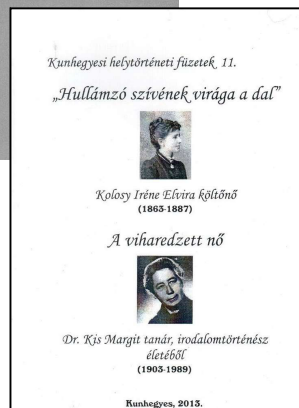 Kunhegyesi helytörténeti füzetek 11.
„Hullámzó szívének virága a dal”
Kolosy Iréne Elvira költőnő
(1863-1887)
A viharedzett nő
Dr. Kis Margit tanár, irodalomtörténész
életéből
(1903-1989)
Kunhegyes, 2013.